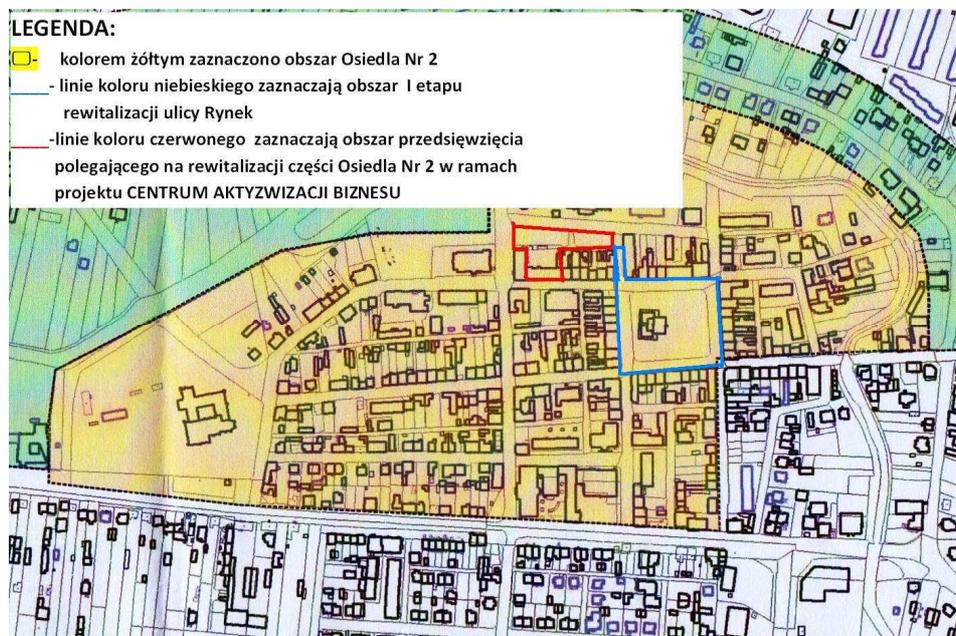 LEGENDA:
- kolorem żółtym zaznaczono obszar Osiedla Nr 2
- linie koloru niebieskiego zaznaczają obszar I etapu
rewitalizacji ulicy Rynek
-linie koloru czerwonego zaznaczają obszar przedsięwzięcia
polegającego na rewitalizacji części Osiedla Nr 2 w ramach
projektu CENTRUM AKTYZWIZACJI BIZNESU